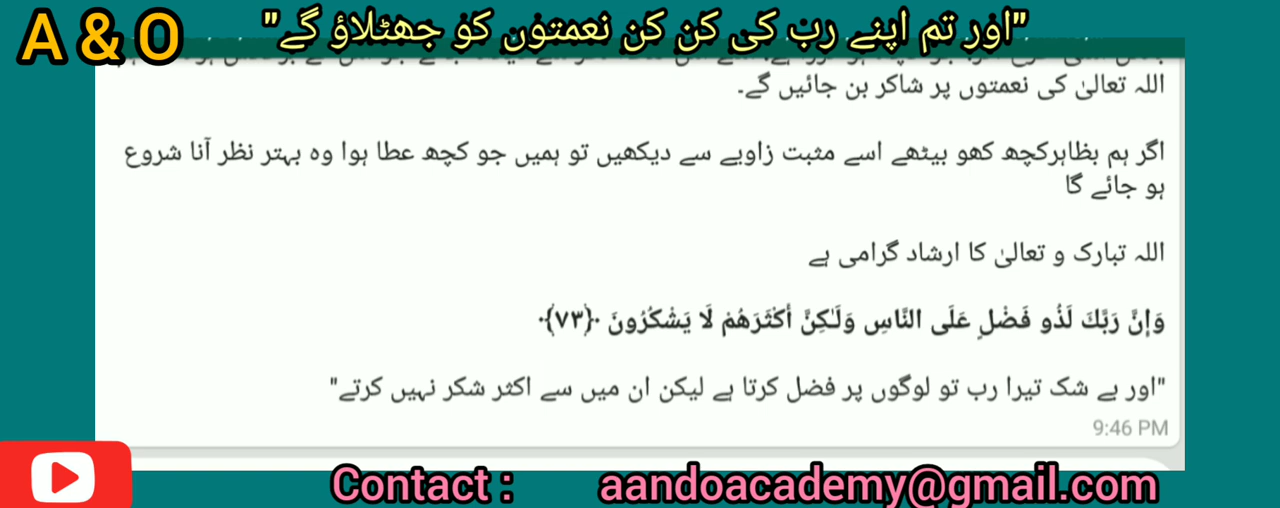 A & O
"اور تم اپنے رب کی کن کن نعمتوں کو جھٹلاؤ گے"
اللہ تعالیٰ کی نعمتوں پر شاکر بن جائیں گے۔
اگر ہم بظاہرکچھ کھو بیٹھے اسے مثبت زاویے سے دیکھیں تو ہمیں جو کچھ عطا ہوا وہ بہتر نظر آنا شروع
ہو جائے گا
اللہ تبارک و تعالیٰ کا ارشاد گرامی ہے
وَإِنَّ رَبَّكَ لَذُو فَضْلٍ عَلَى النَّاسِ وَلَـٰكِنَّ أَكْثَرَهُمْ لَا يَشْكُرُونَ ﴿٧٣﴾
"اور بے شک تیرا رب تو لوگوں پر فضل کرتا ہے لیکن ان میں سے اکثر شکر نہیں کرتے"
9:46 PM
Contact : aandoacademy@gmail.com